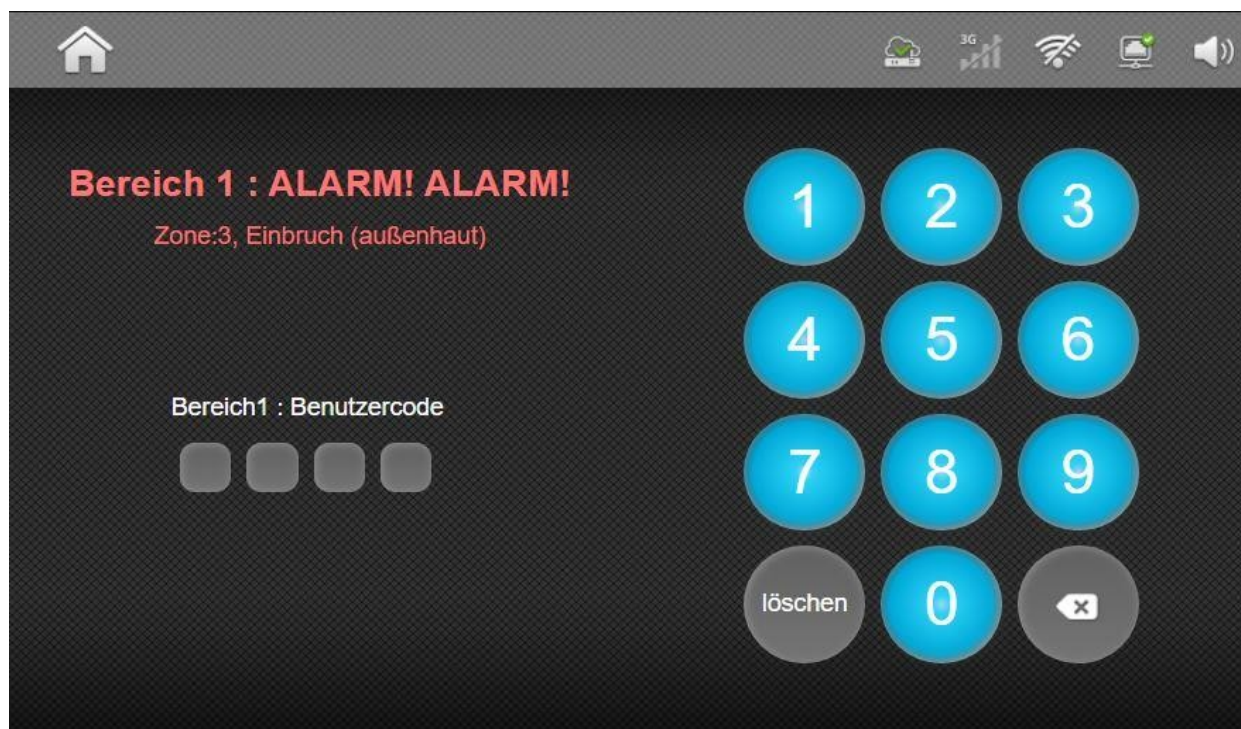 3G
Bereich 1 : ALARM! ALARM!
Zone:3, Einbruch (außenhaut)
Bereich1 : Benutzercode
1 2 3
4 5 6
7 8 9
löschen 0